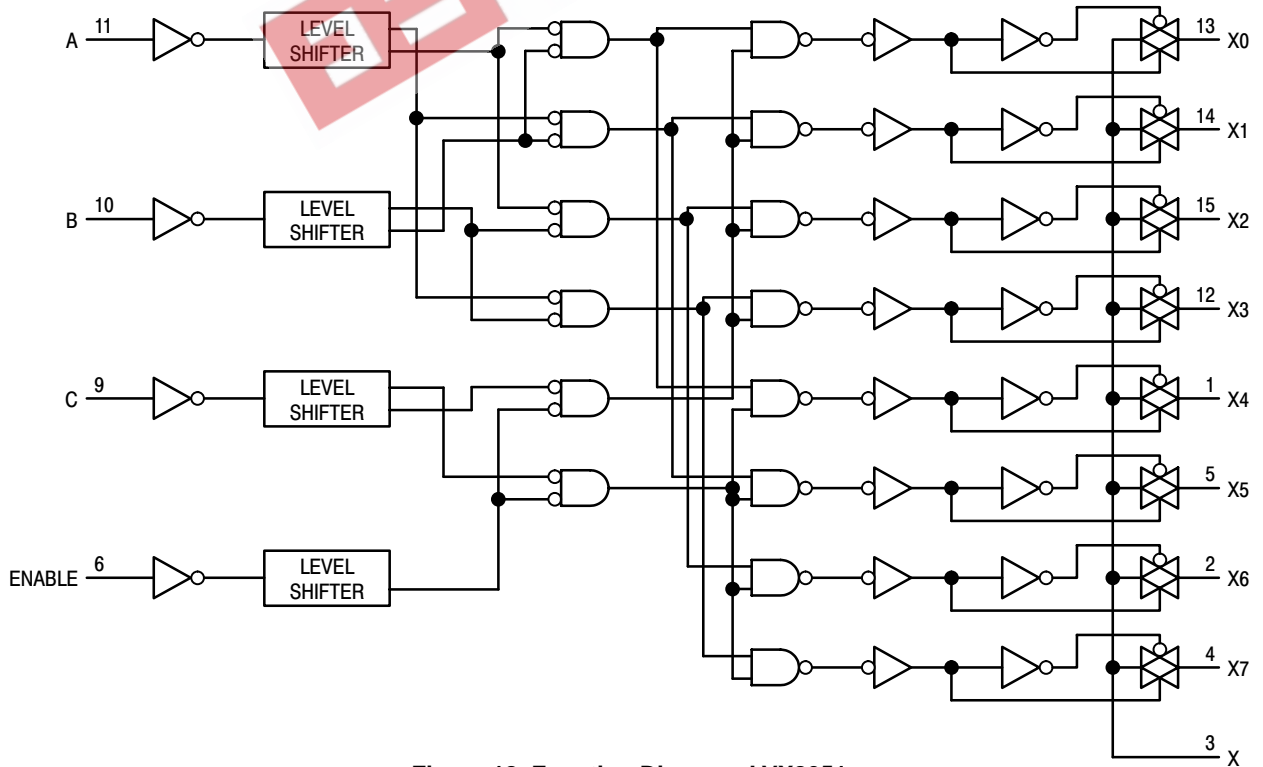 A 11 LEVEL SHIFTER 13 X0
14 X1
B 10 LEVEL SHIFTER 15 X2
12 X3
C 9 LEVEL SHIFTER 1 X4
5 X5
ENABLE 6 LEVEL SHIFTER 2 X6
4 X7
3 X